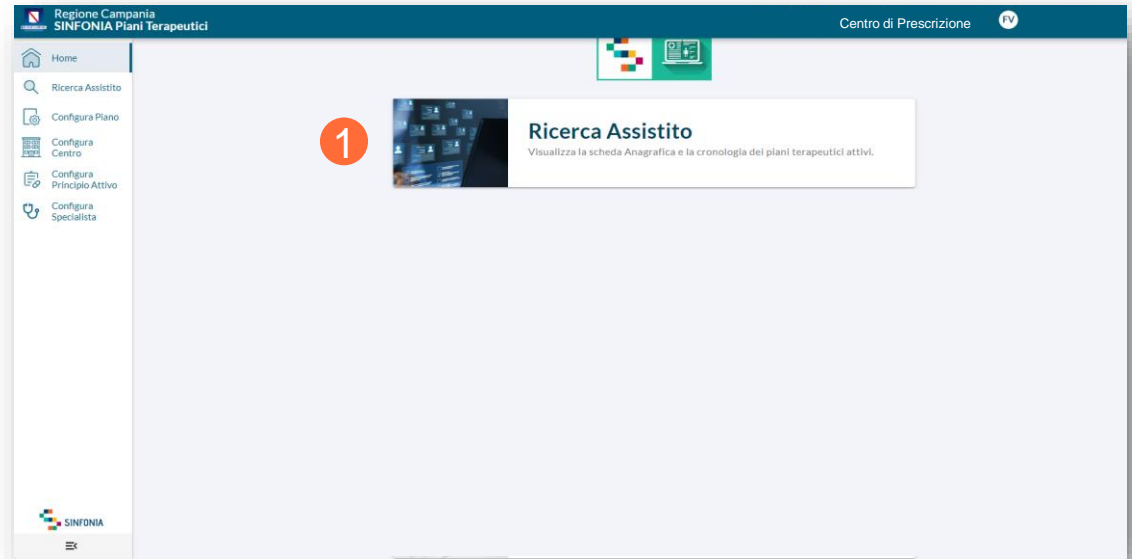 Regione Campania
SINFONIA Piani Terapeutici
Centro di Prescrizione
FV
Home
Ricerca Assistito
Configura Piano
Configura
Centro
Configura
Principio Attivo
Configura
Specialista
1
Ricerca Assistito
Visualizza la scheda Anagrafica e la cronologia dei piani terapeutici attivi.
SINFONIA